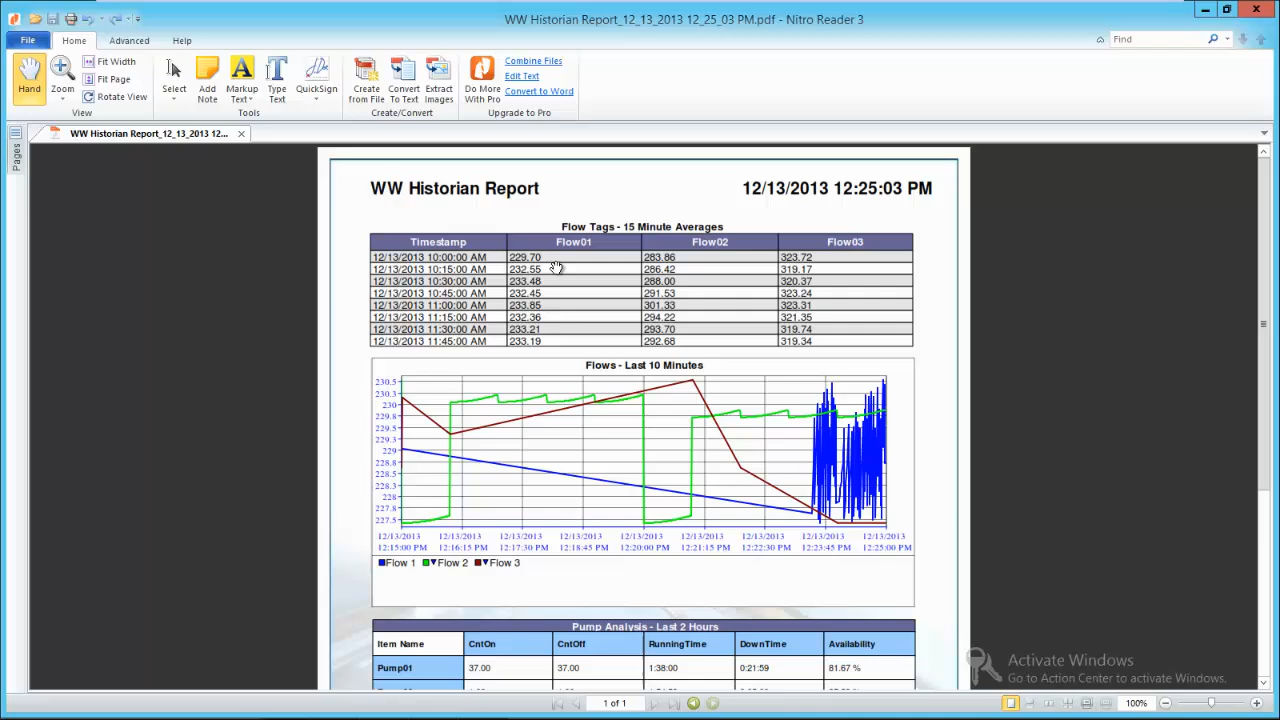 WW Historian Report_12_13_2013 12_25_03 PM.pdf - Nitro Reader 3
File Home Advanced Help Find
Hand Zoom Fit Width Fit Page Rotate View Select Add Note Markup Text Type Text QuickSign Create from File Convert To Text Extract Images Do More With Pro Combine Files Edit Text Convert to Word
View Tools Create/Convert Upgrade to Pro
WW Historian Report_12_13_2013 12...
Pages
WW Historian Report 12/13/2013 12:25:03 PM
Flow Tags - 15 Minute Averages
Timestamp Flow01 Flow02 Flow03
12/13/2013 10:00:00 AM 229.70 283.86 323.72
12/13/2013 10:15:00 AM 232.55 286.42 319.17
12/13/2013 10:30:00 AM 233.48 288.00 320.37
12/13/2013 10:45:00 AM 232.45 291.53 323.24
12/13/2013 11:00:00 AM 233.85 301.33 323.31
12/13/2013 11:15:00 AM 232.36 294.22 321.35
12/13/2013 11:30:00 AM 233.21 293.70 319.74
12/13/2013 11:45:00 AM 233.19 292.68 319.34
Flows - Last 10 Minutes
230.5
230.3
230
229.8
229.5
229.3
229
228.8
228.5
228.3
228
227.8
227.5
12/13/2013 12/13/2013 12/13/2013 12/13/2013 12/13/2013 12/13/2013 12/13/2013 12/13/2013 12/13/2013
12:15:00 PM 12:16:15 PM 12:17:30 PM 12:18:45 PM 12:20:00 PM 12:21:15 PM 12:22:30 PM 12:23:45 PM 12:25:00 PM
Flow 1 Flow 2 Flow 3
Pump Analysis - Last 2 Hours
Item Name CntOn CntOff RunningTime DownTime Availability
Pump01 37.00 37.00 1:38:00 0:21:59 81.67 %
Activate Windows
Go to Action Center to activate Windows.
1 of 1 100%